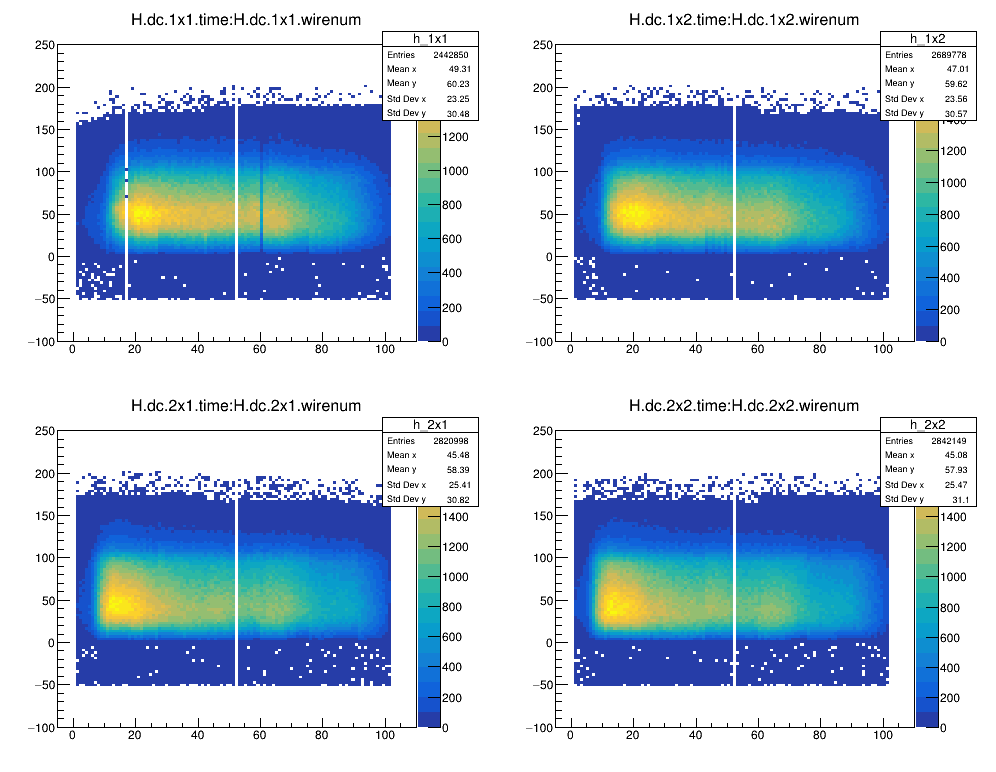 H.dc.1x1.time:H.dc.1x1.wirenum
h_1x1
Entries 2442850
Mean x 49.31
Mean y 60.23
Std Dev x 23.25
Std Dev y 30.48
250
200
150
100
50
0
−50
−100
0 20 40 60 80 100
1200
1000
800
600
400
200
0
H.dc.1x2.time:H.dc.1x2.wirenum
h_1x2
Entries 2689778
Mean x 47.01
Mean y 59.62
Std Dev x 23.56
Std Dev y 30.57
250
200
150
100
50
0
−50
−100
0 20 40 60 80 100
1400
1200
1000
800
600
400
200
0
H.dc.2x1.time:H.dc.2x1.wirenum
h_2x1
Entries 2820998
Mean x 45.48
Mean y 58.39
Std Dev x 25.41
Std Dev y 30.82
250
200
150
100
50
0
−50
−100
0 20 40 60 80 100
1400
1200
1000
800
600
400
200
0
H.dc.2x2.time:H.dc.2x2.wirenum
h_2x2
Entries 2842149
Mean x 45.08
Mean y 57.93
Std Dev x 25.47
Std Dev y 31.1
250
200
150
100
50
0
−50
−100
0 20 40 60 80 100
1400
1200
1000
800
600
400
200
0